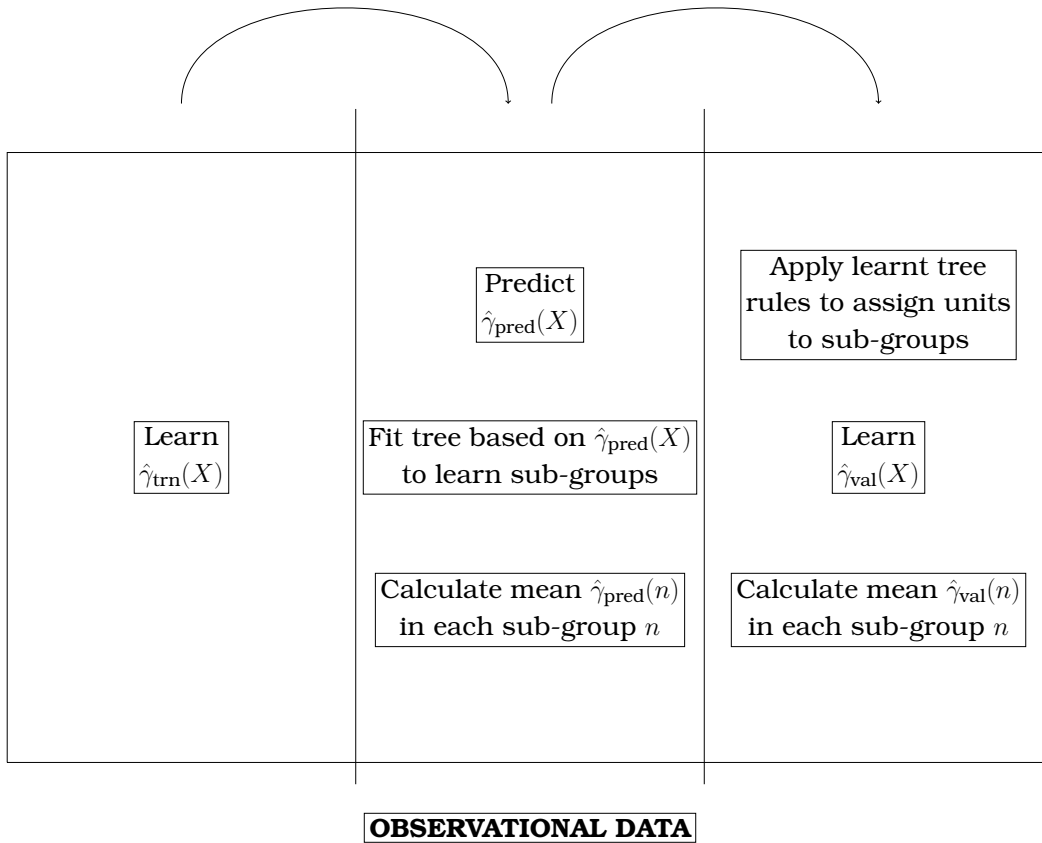 Learn
γ̂trn(X)
Predict
γ̂pred(X)
Fit tree based on γ̂pred(X)
to learn sub-groups
Calculate mean γ̂pred(n)
in each sub-group n
Apply learnt tree
rules to assign units
to sub-groups
Learn
γ̂val(X)
Calculate mean γ̂val(n)
in each sub-group n
OBSERVATIONAL DATA